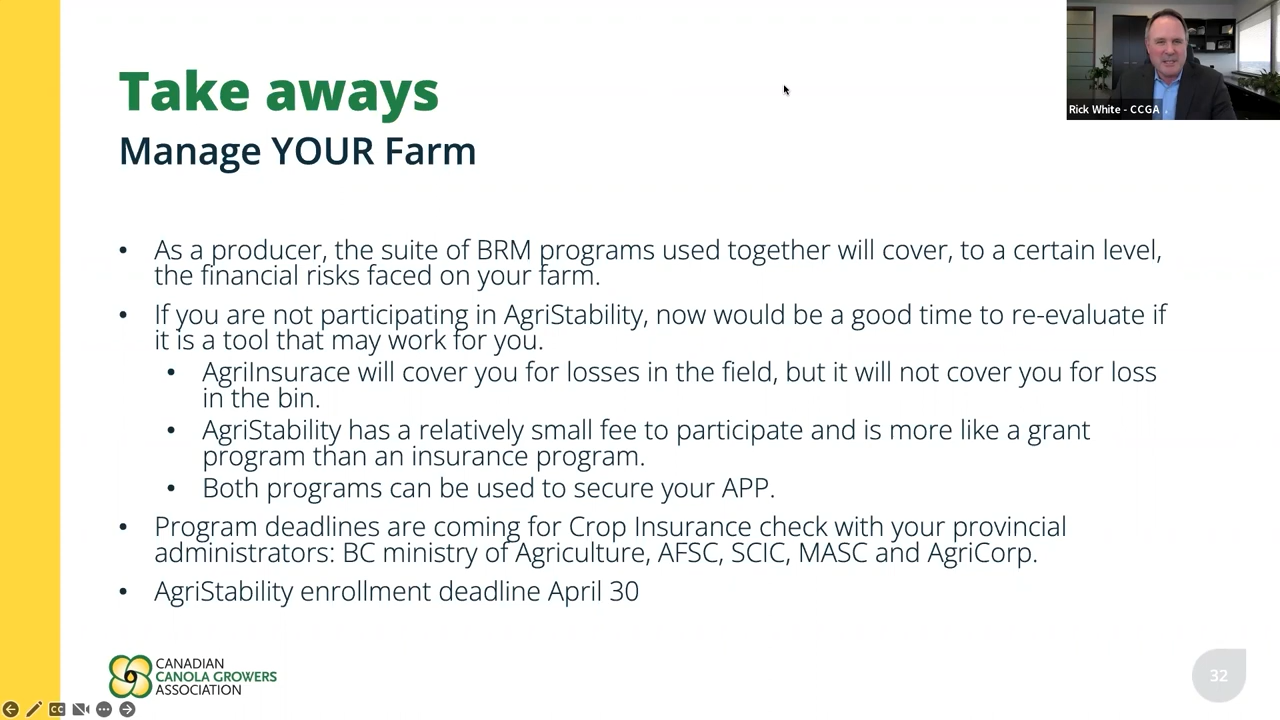 Take aways
Manage YOUR Farm
• As a producer, the suite of BRM programs used together will cover, to a certain level,
the financial risks faced on your farm.
• If you are not participating in AgriStability, now would be a good time to re-evaluate if
it is a tool that may work for you.
• AgriInsurace will cover you for losses in the field, but it will not cover you for loss
in the bin.
• AgriStability has a relatively small fee to participate and is more like a grant
program than an insurance program.
• Both programs can be used to secure your APP.
• Program deadlines are coming for Crop Insurance check with your provincial
administrators: BC ministry of Agriculture, AFSC, SCIC, MASC and AgriCorp.
• AgriStability enrollment deadline April 30
Rick White - CCGA
CANADIAN
CANOLA GROWERS
ASSOCIATION
32
CC